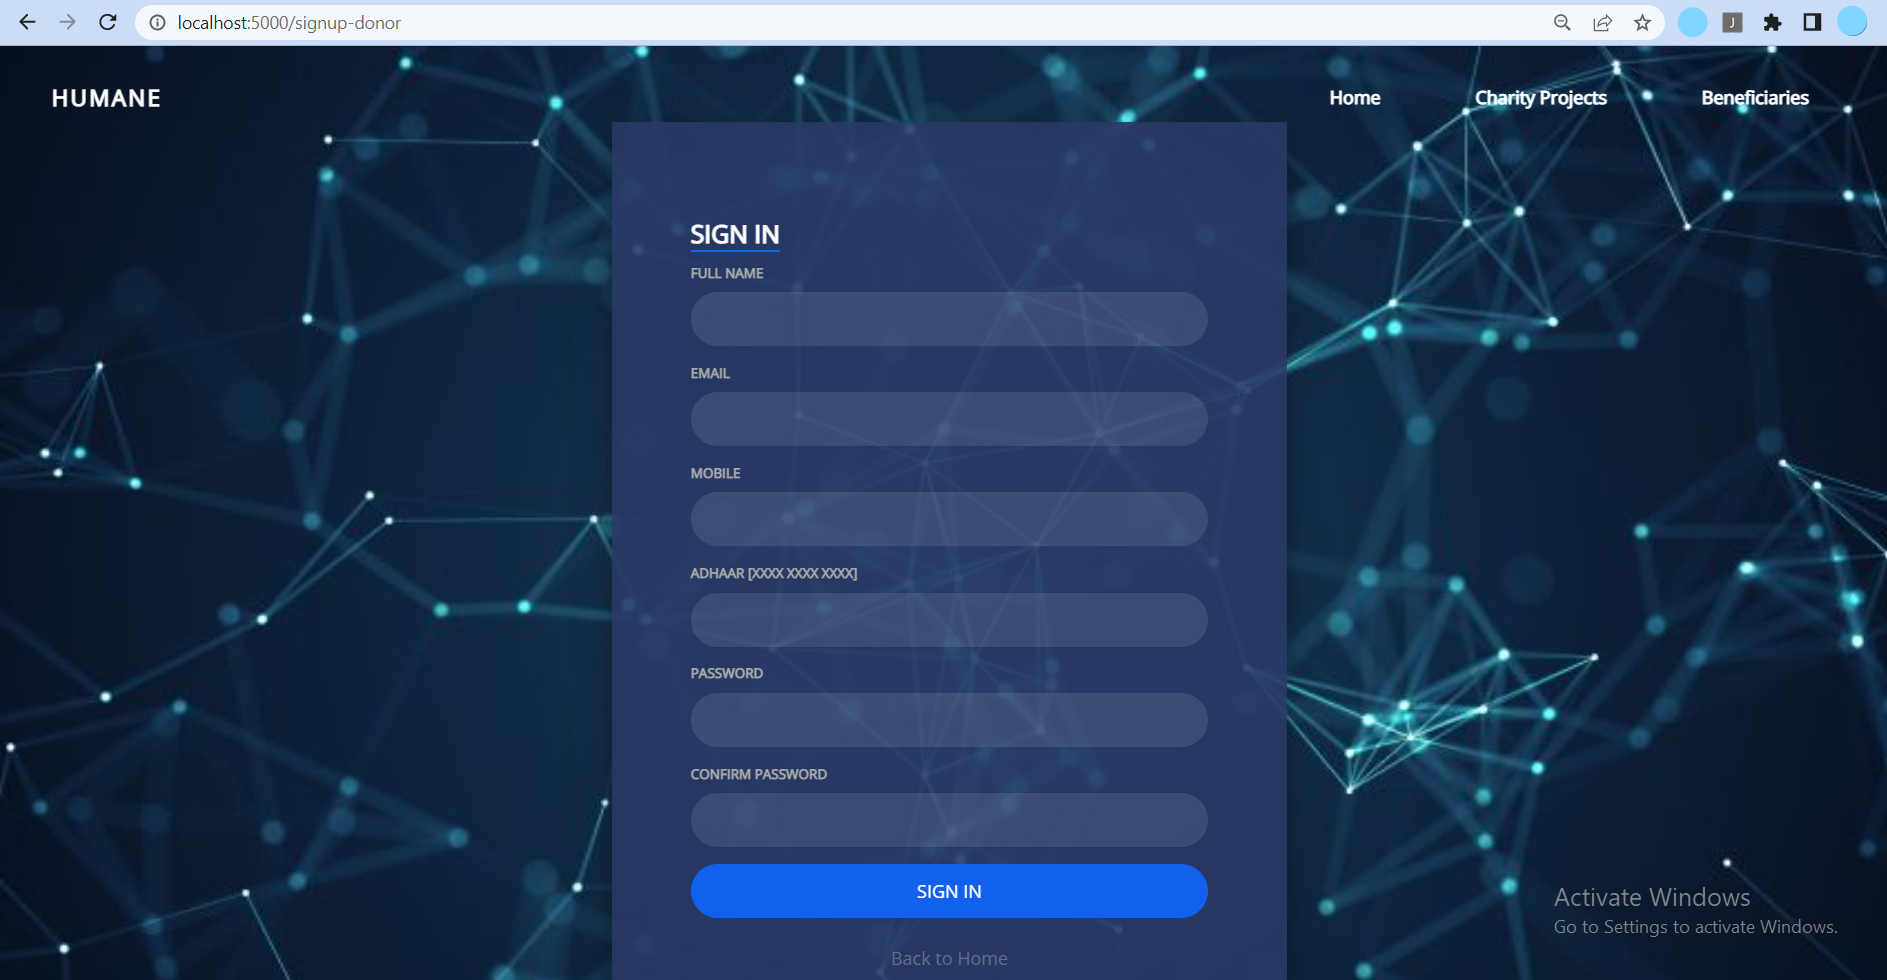 localhost:5000/signup-donor
J
HUMANE
Home Charity Projects Beneficiaries
SIGN IN
FULL NAME
EMAIL
MOBILE
ADHAAR [XXXX XXXX XXXX]
PASSWORD
CONFIRM PASSWORD
SIGN IN
Back to Home
Activate Windows
Go to Settings to activate Windows.